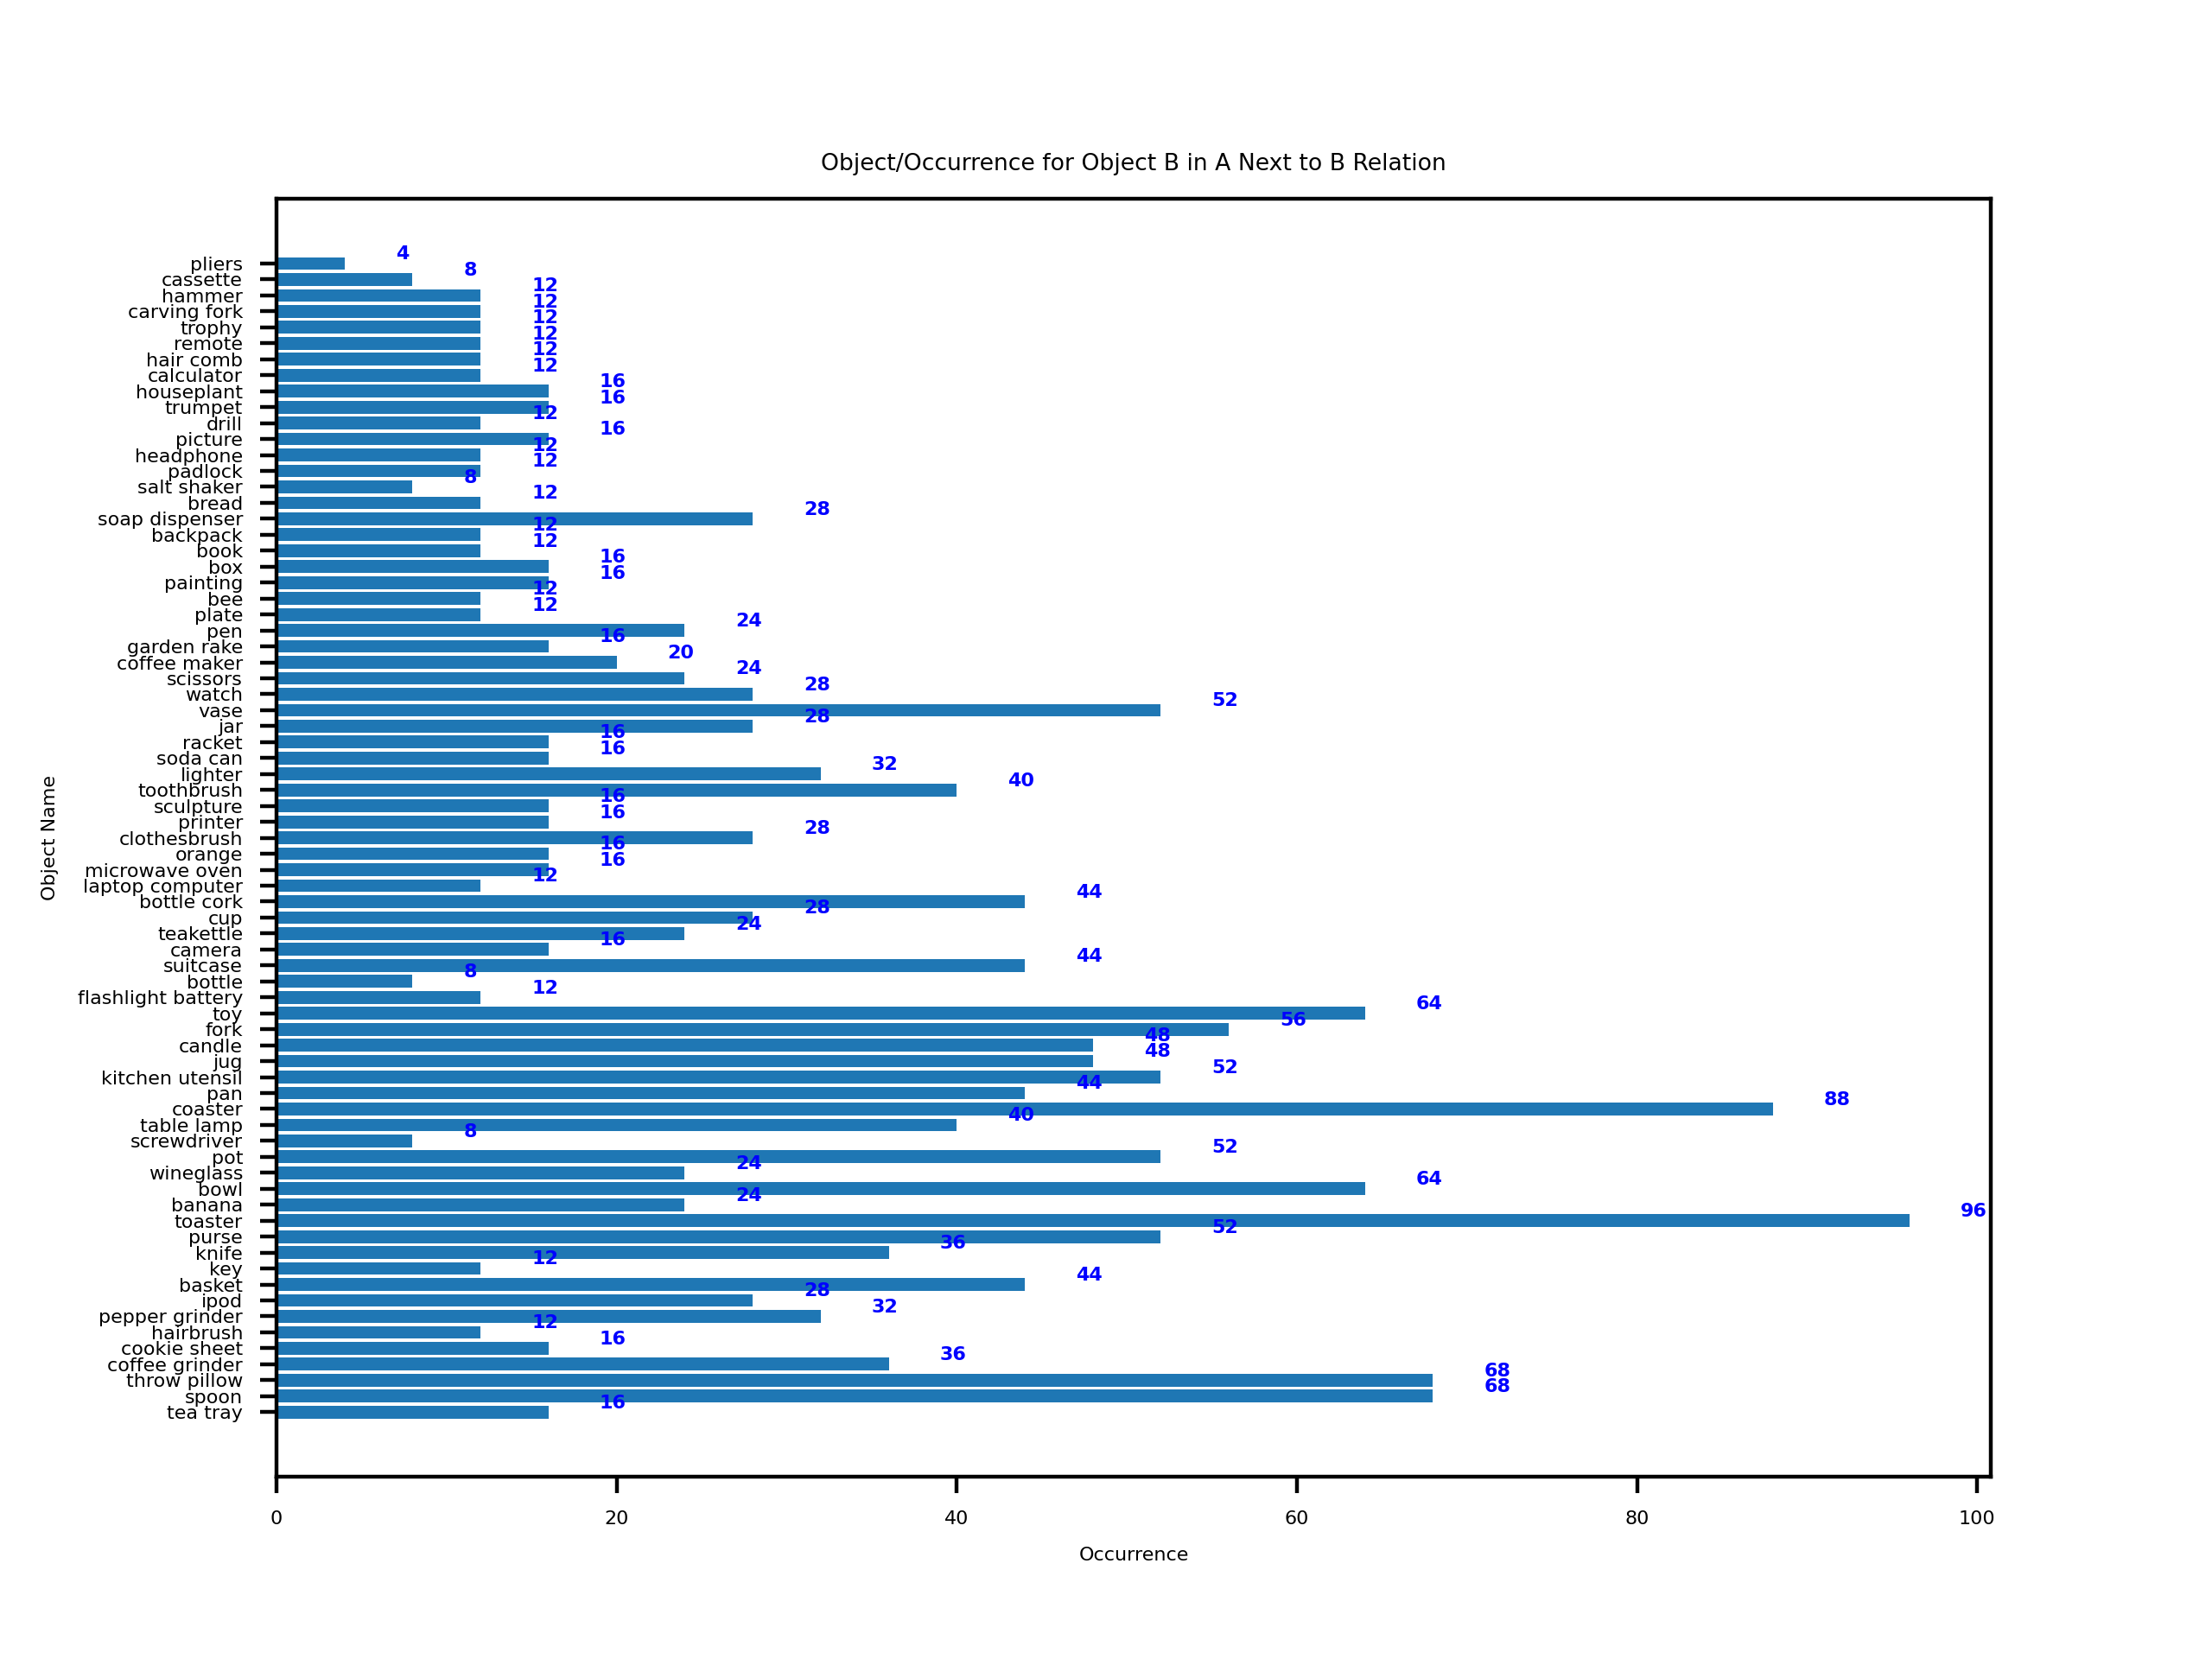 Object/Occurrence for Object B in A Next to B Relation
pliers 4
cassette 8
hammer 12
carving fork 12
trophy 12
remote 12
hair comb 12
calculator 12
houseplant 16
trumpet 16
drill 12
picture 16
headphone 12
padlock 12
salt shaker 8
bread 12
soap dispenser 28
backpack 12
book 12
box 16
painting 16
bee 12
plate 12
pen 24
garden rake 16
coffee maker 20
scissors 24
watch 28
vase 52
jar 28
racket 16
soda can 16
lighter 32
toothbrush 40
sculpture 16
printer 16
clothesbrush 28
orange 16
microwave oven 16
laptop computer 12
bottle cork 44
cup 28
teakettle 24
camera 16
suitcase 44
bottle 8
flashlight battery 12
toy 64
fork 56
candle 48
jug 48
kitchen utensil 52
pan 44
coaster 88
table lamp 40
screwdriver 8
pot 52
wineglass 24
bowl 64
banana 24
toaster 96
purse 52
knife 36
key 12
basket 44
ipod 28
pepper grinder 32
hairbrush 12
cookie sheet 16
coffee grinder 36
throw pillow 68
spoon 68
tea tray 16
Object Name
0 20 40 60 80 100
Occurrence